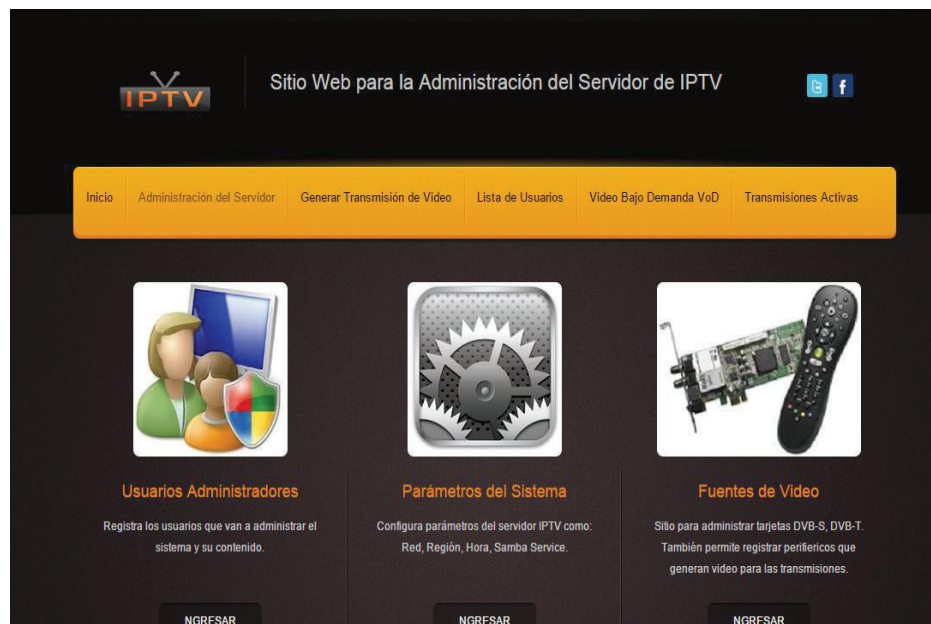 IPTV
Sitio Web para la Administración del Servidor de IPTV
Inicio
Administración del Servidor
Generar Transmisión de Video
Lista de Usuarios
Video Bajo Demanda VoD
Transmisiones Activas
Usuarios Administradores
Registra los usuarios que van a administrar el
sistema y su contenido.
Parámetros del Sistema
Configura parámetros del servidor IPTV como:
Red, Región, Hora, Samba Service.
Fuentes de Video
Sitio para administrar tarjetas DVB-S, DVB-T.
Tambièn permite registrar perifiericos que
generan video para las transmisiones.
NGRESAR
NGRESAR
NGRESAR